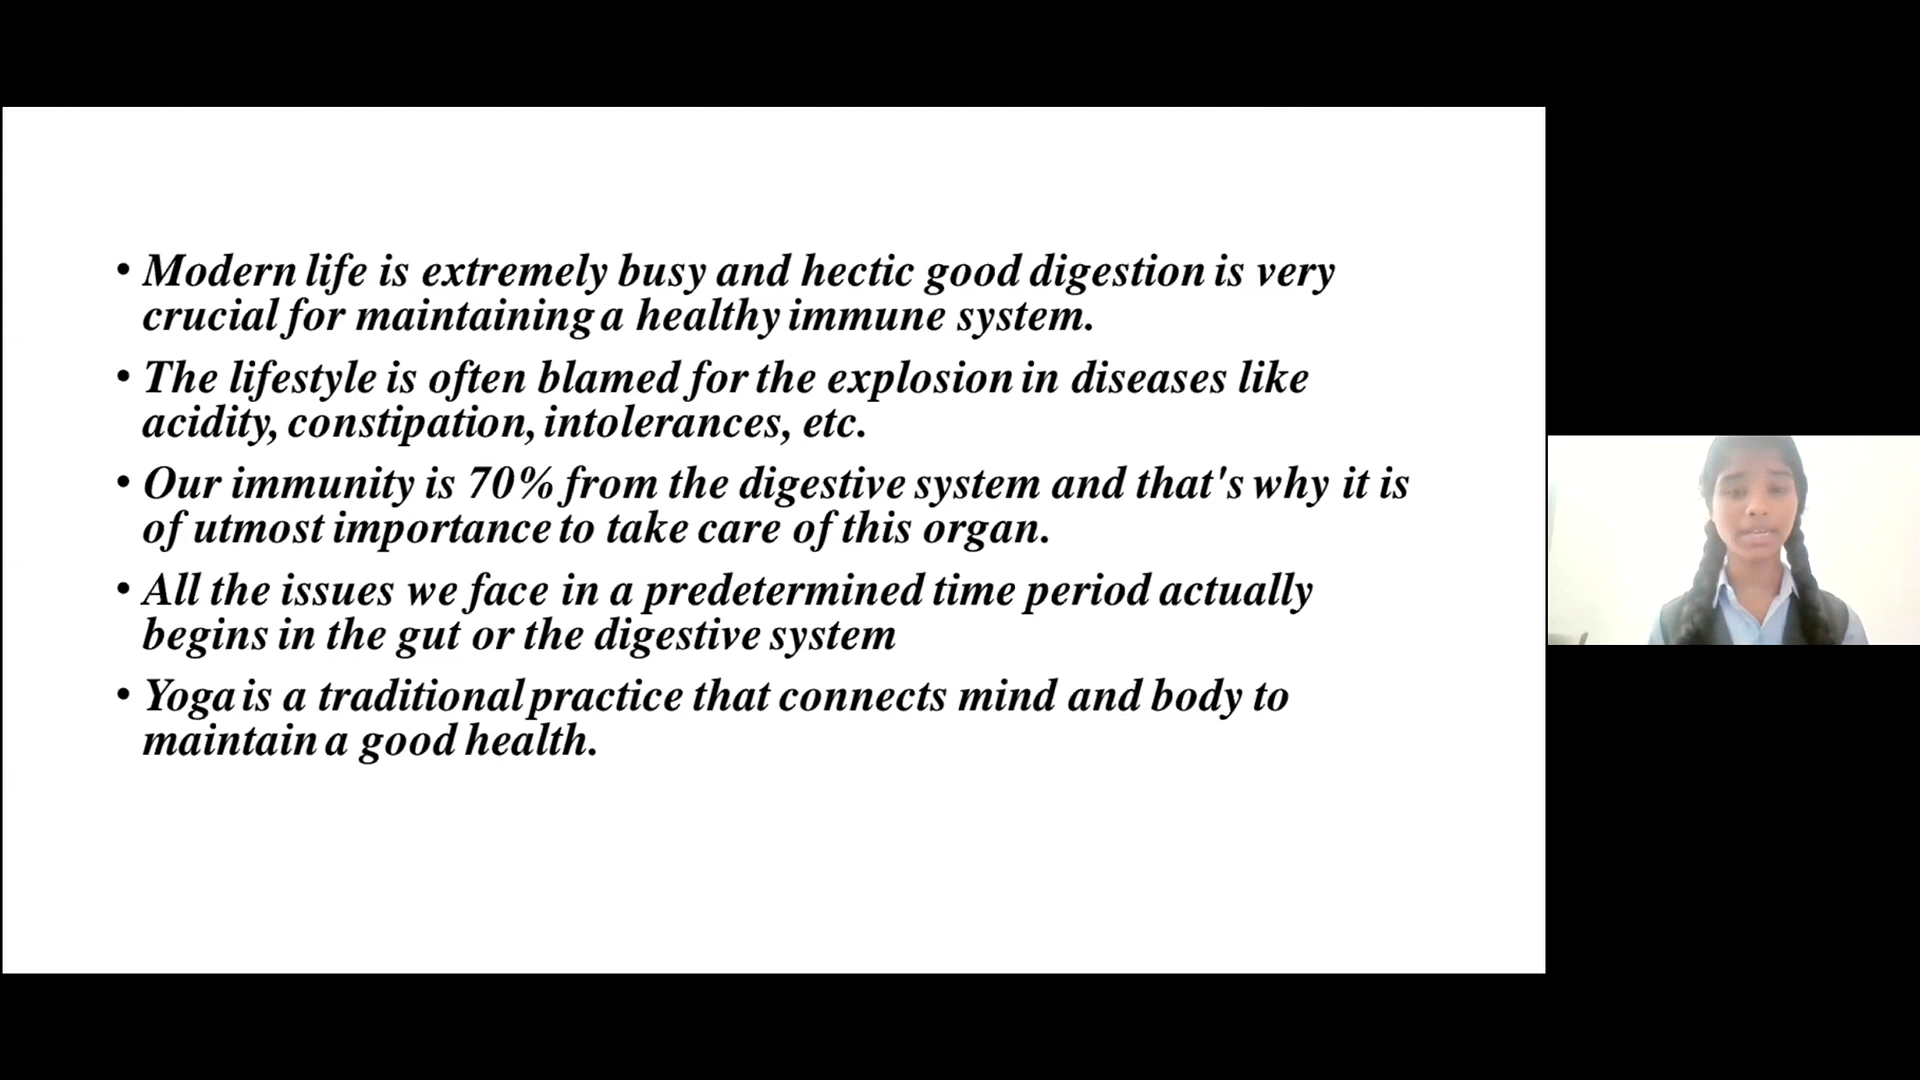 • Modern life is extremely busy and hectic good digestion is very
crucial for maintaining a healthy immune system.
• The lifestyle is often blamed for the explosion in diseases like
acidity, constipation, intolerances, etc.
• Our immunity is 70% from the digestive system and that's why it is
of utmost importance to take care of this organ.
• All the issues we face in a predetermined time period actually
begins in the gut or the digestive system
• Yoga is a traditional practice that connects mind and body to
maintain a good health.